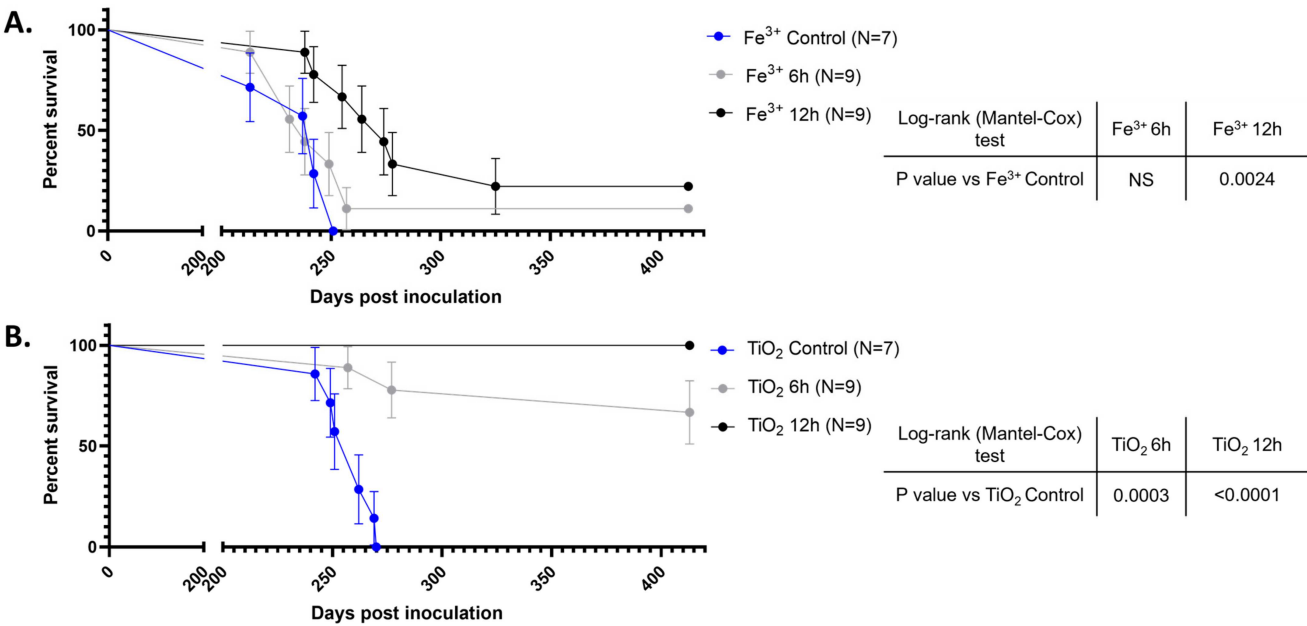 A.
Percent survival
100
50
0
0
200
200
250
300
350
400
Days post inoculation
Fe³⁺ Control (N=7)
Fe³⁺ 6h (N=9)
Fe³⁺ 12h (N=9)
Log-rank (Mantel-Cox)
test
Fe³⁺ 6h
Fe³⁺ 12h
P value vs Fe³⁺ Control
NS
0.0024
B.
Percent survival
100
50
0
0
200
200
250
300
350
400
Days post inoculation
TiO₂ Control (N=7)
TiO₂ 6h (N=9)
TiO₂ 12h (N=9)
Log-rank (Mantel-Cox)
test
TiO₂ 6h
TiO₂ 12h
P value vs TiO₂ Control
0.0003
<0.0001